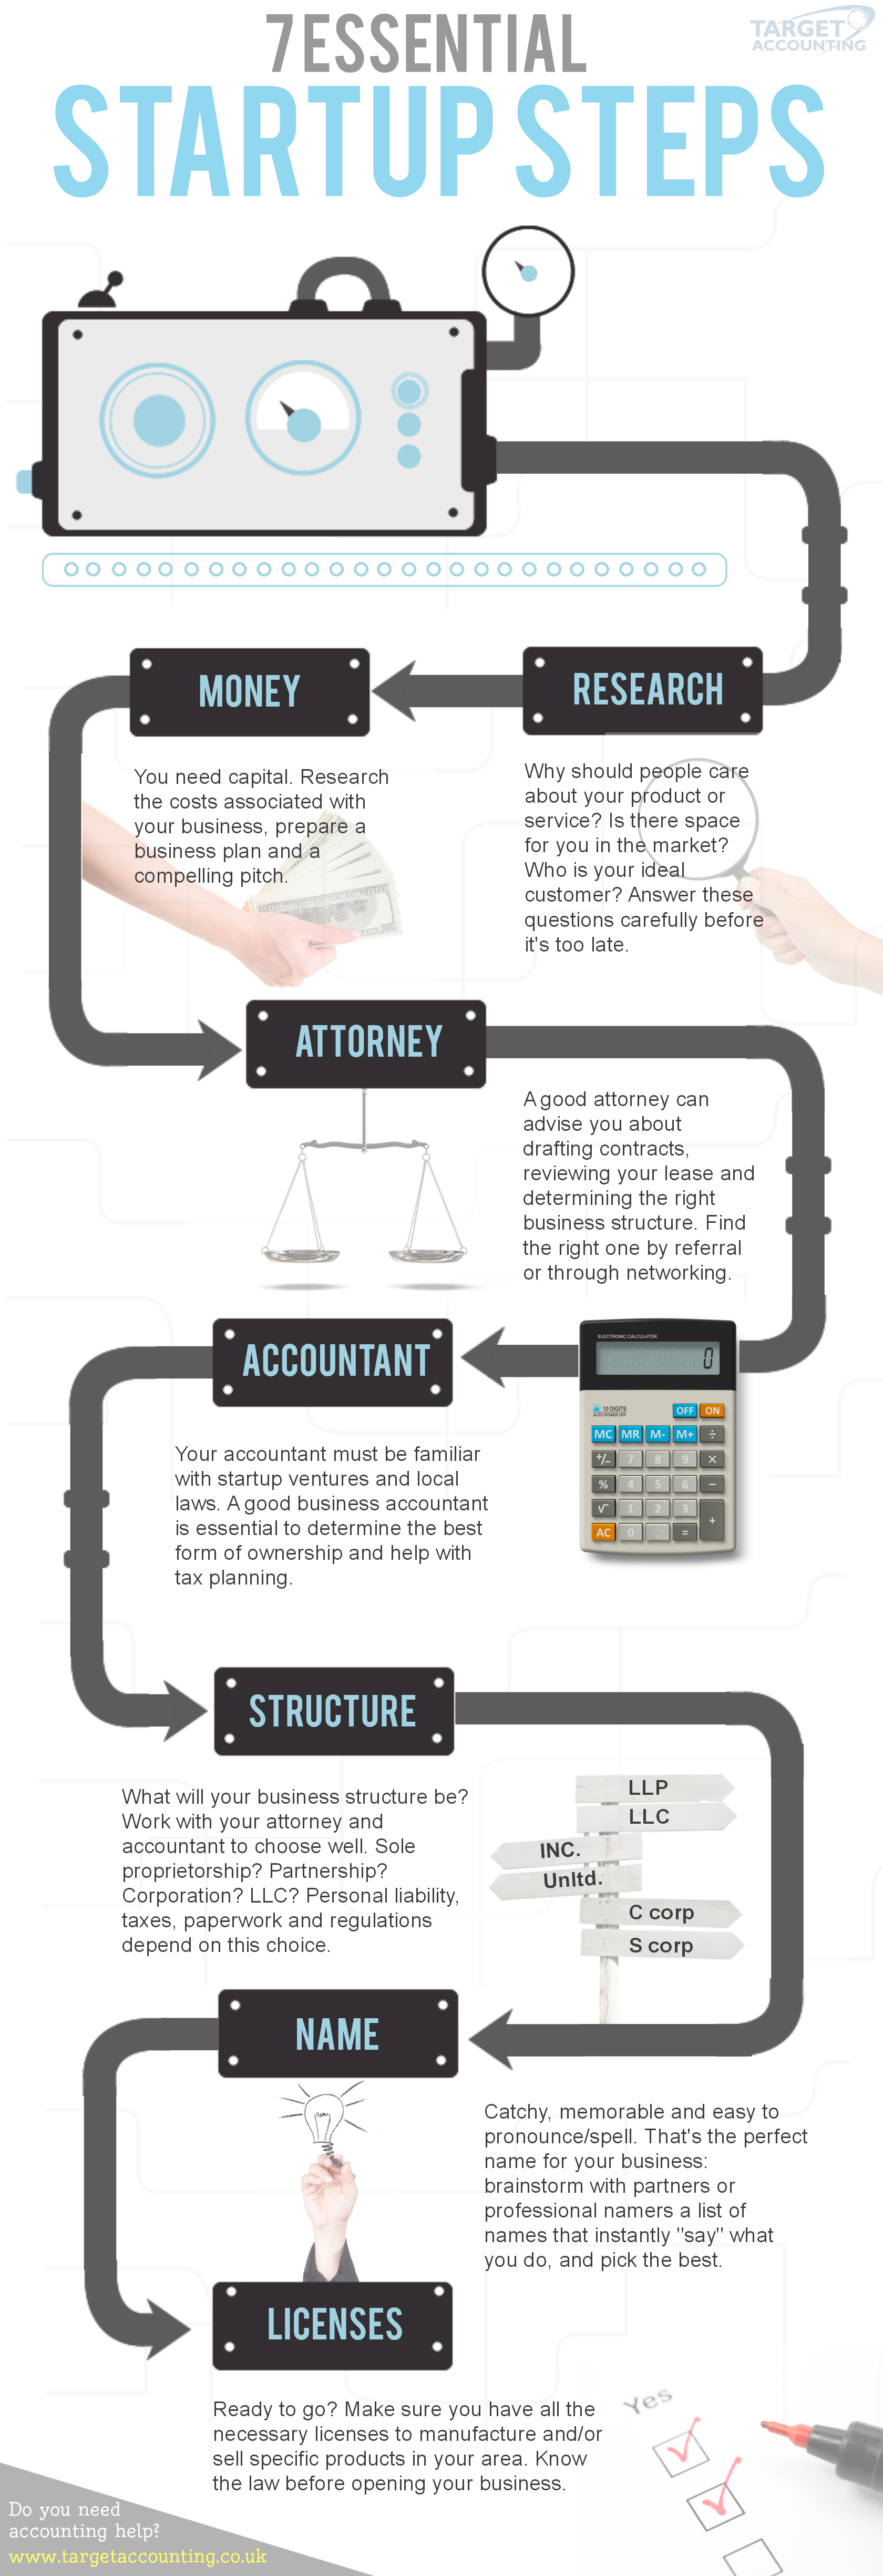 7 ESSENTIAL
TARGET
ACCOUNTING
STARTUP STEPS
RESEARCH
Why should people care
about your product or
service? Is there space
for you in the market?
Who is your ideal
customer? Answer these
questions carefully before
it's too late.
MONEY
You need capital. Research
the costs associated with
your business, prepare a
business plan and a
compelling pitch.
ATTORNEY
A good attorney can
advise you about
drafting contracts,
reviewing your lease and
determining the right
business structure. Find
the right one by referral
or through networking.
ACCOUNTANT
Your accountant must be familiar
with startup ventures and local
laws. A good business accountant
is essential to determine the best
form of ownership and help with
tax planning.
ELECTRONIC CALCULATOR
0
10 DIGITS
AUTO POWER OFF
OFF ON
MC MR M- M+ ÷
+/- 7 8 9 ×
% 4 5 6 −
√ 1 2 3
+
AC 0 . =
STRUCTURE
What will your business structure be?
Work with your attorney and
accountant to choose well. Sole
proprietorship? Partnership?
Corporation? LLC? Personal liability,
taxes, paperwork and regulations
depend on this choice.
LLP
LLC
INC.
Unltd.
C corp
S corp
NAME
Catchy, memorable and easy to
pronounce/spell. That's the perfect
name for your business:
brainstorm with partners or
professional namers a list of
names that instantly "say" what
you do, and pick the best.
LICENSES
Ready to go? Make sure you have all the
necessary licenses to manufacture and/or
sell specific products in your area. Know
the law before opening your business.
Yes
Do you need
accounting help?
www.targetaccounting.co.uk